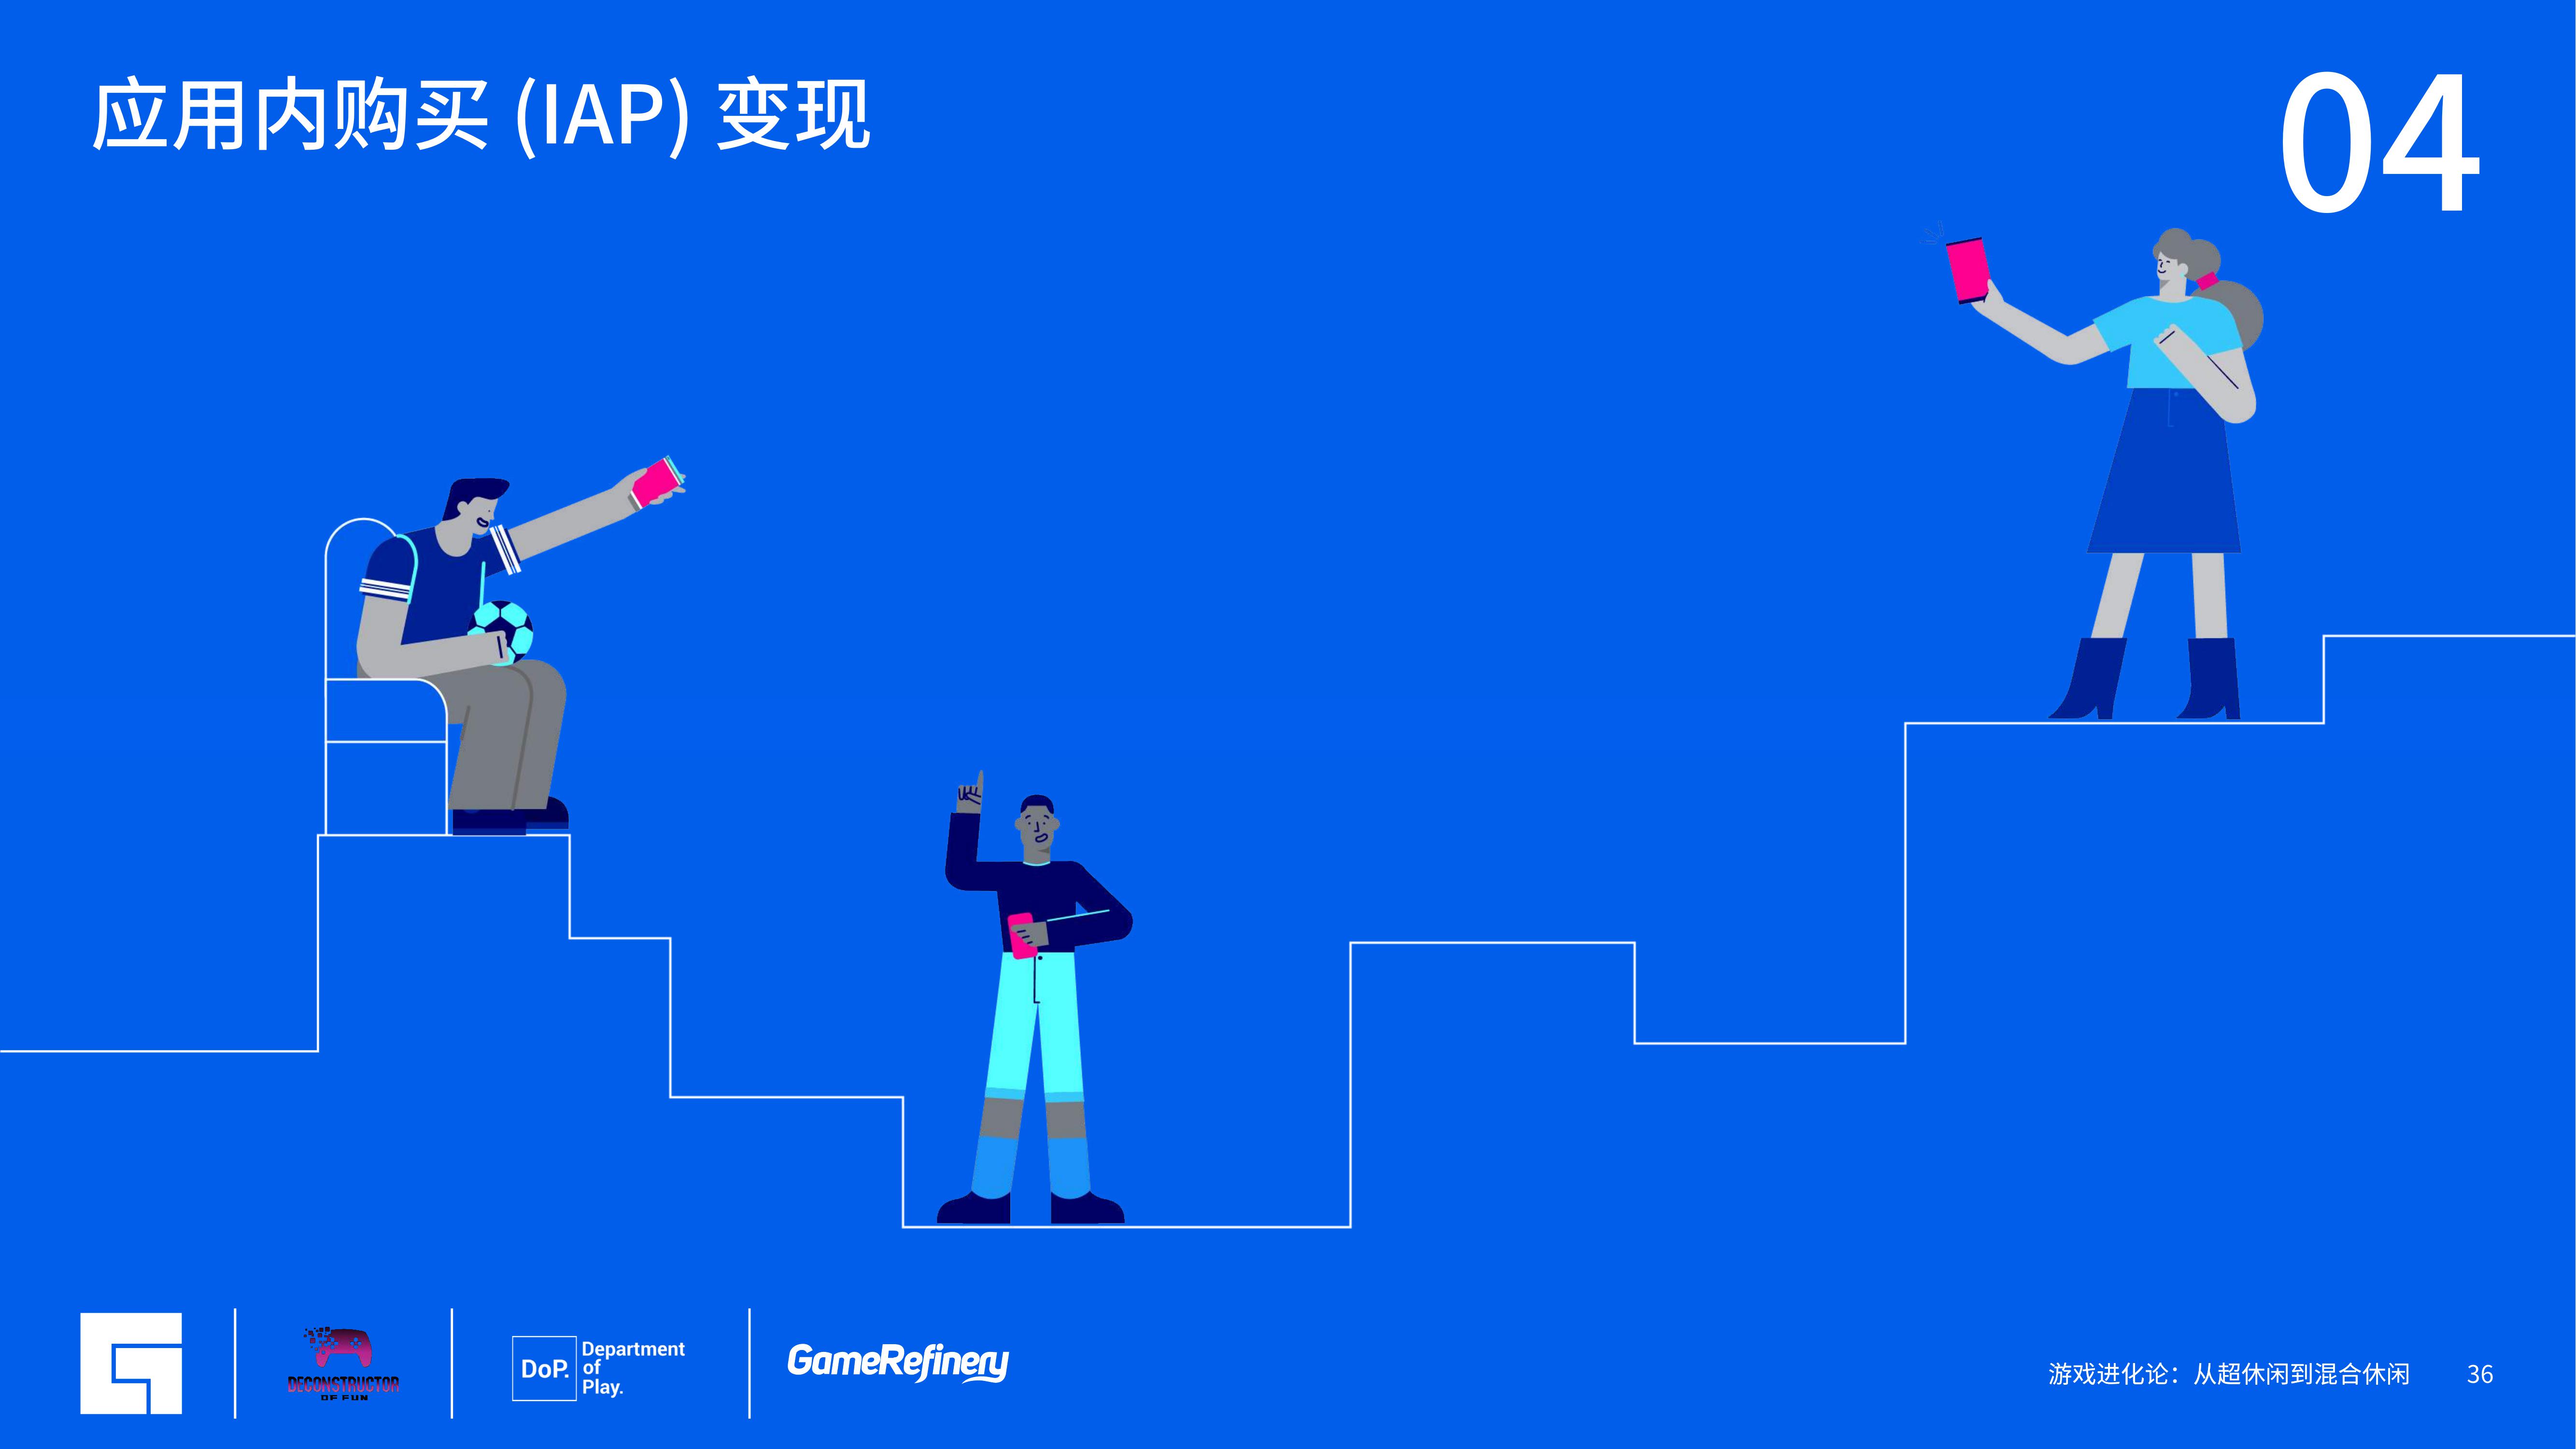 应用内购买 (IAP) 变现
04
DECONSTRUCTOR
OF FUN
DoP.
Department
of
Play.
GameRefinery
游戏进化论：从超休闲到混合休闲
36